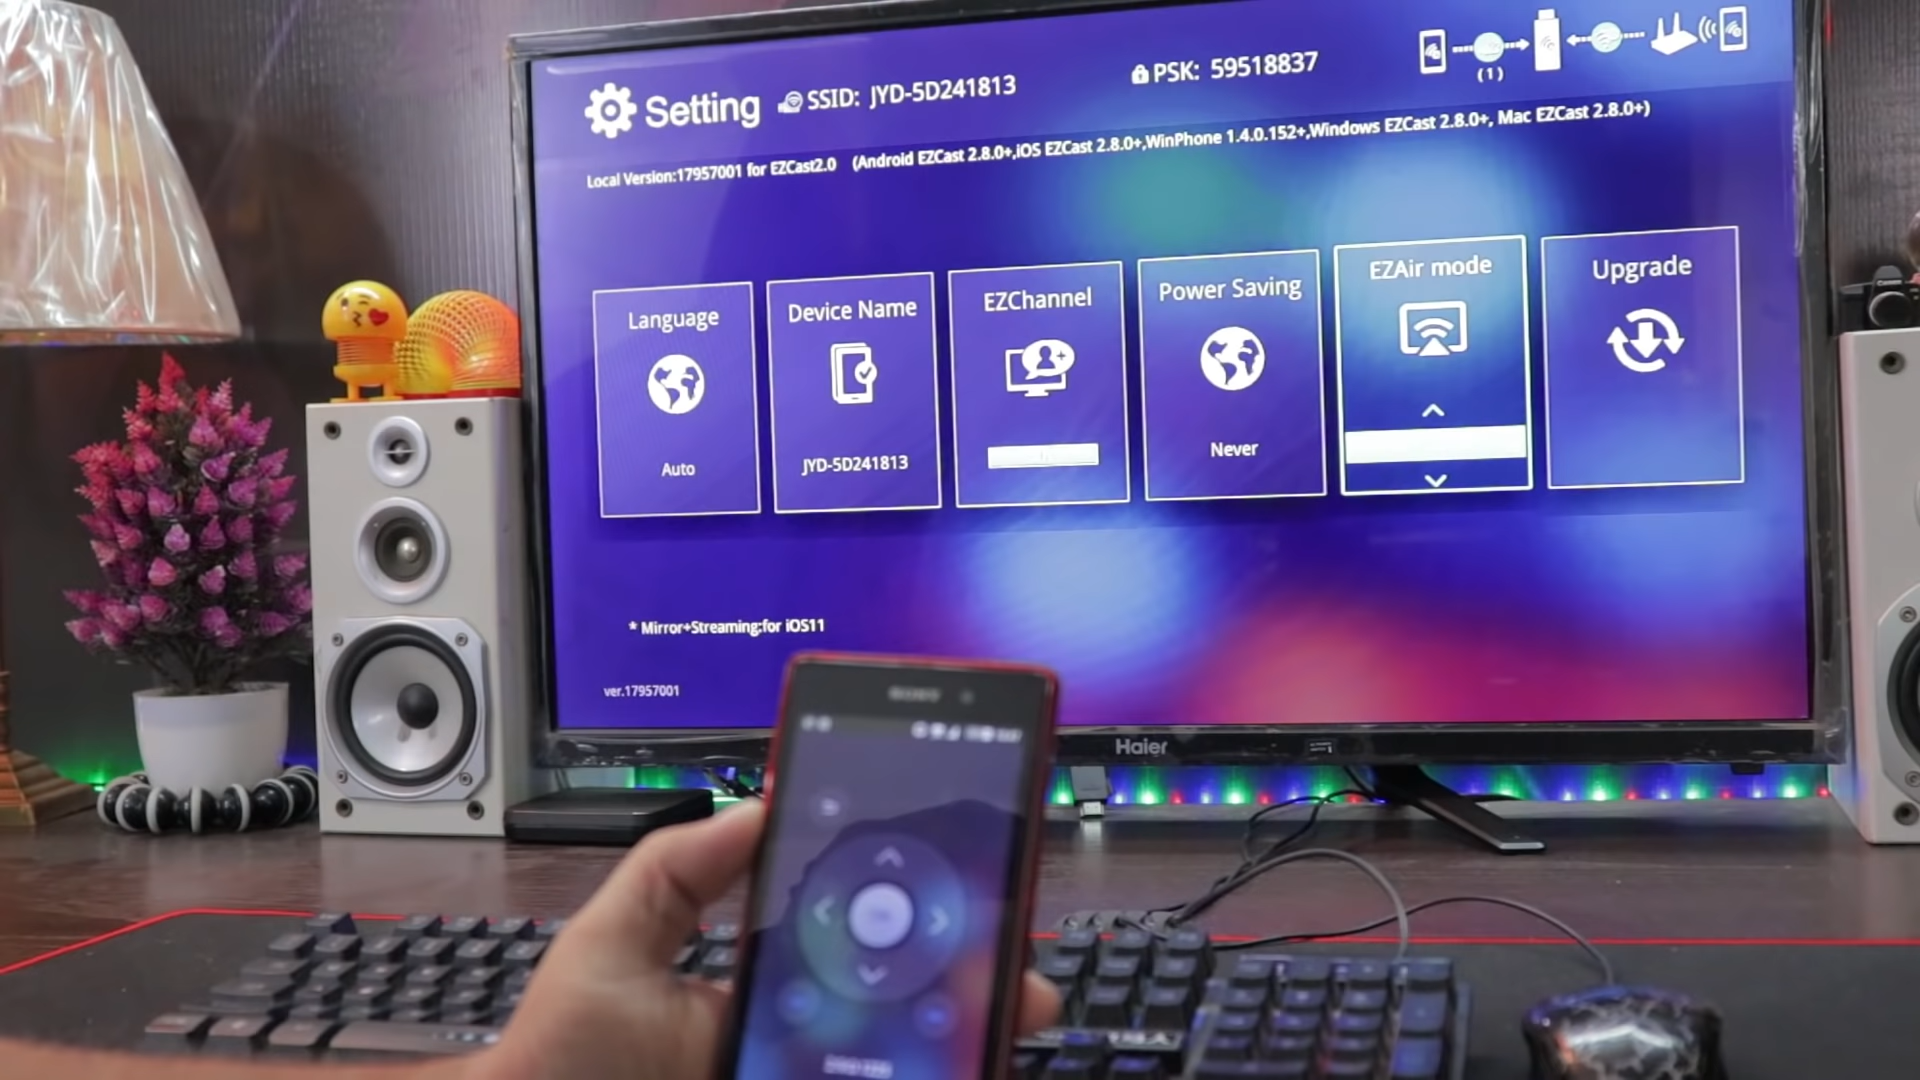 Setting SSID: JYD-5D241813 PSK: 59518837
(1)
Local Version:17957001 for EZCast2.0 (Android EZCast 2.8.0+,iOS EZCast 2.8.0+,WinPhone 1.4.0.152+,Windows EZCast 2.8.0+, Mac EZCast 2.8.0+)
Language
Auto
Device Name
JYD-5D241813
EZChannel
Power Saving
Never
EZAir mode
Upgrade
* Mirror+Streaming:for iOS11
ver.17957001
Haier
SONY
Canon